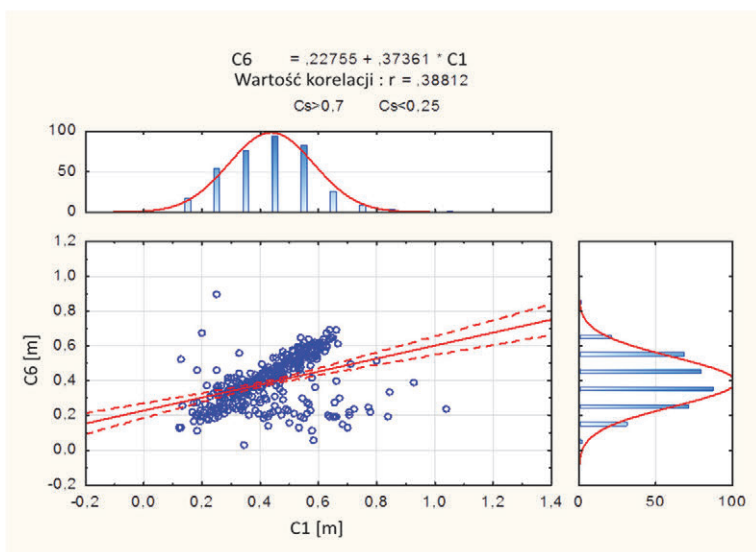 C6 = ,22755 + ,37361 * C1
Wartość korelacji : r = ,38812
Cs>0,7 Cs<0,25
100
50
0
1.2
1.0
0.8
0.6
0.4
0.2
0.0
-0.2
C6 [m]
-0.2 0,0 0.2 0.4 0.6 0.8 1.0 1.2 1,4
C1 [m]
0 50 100